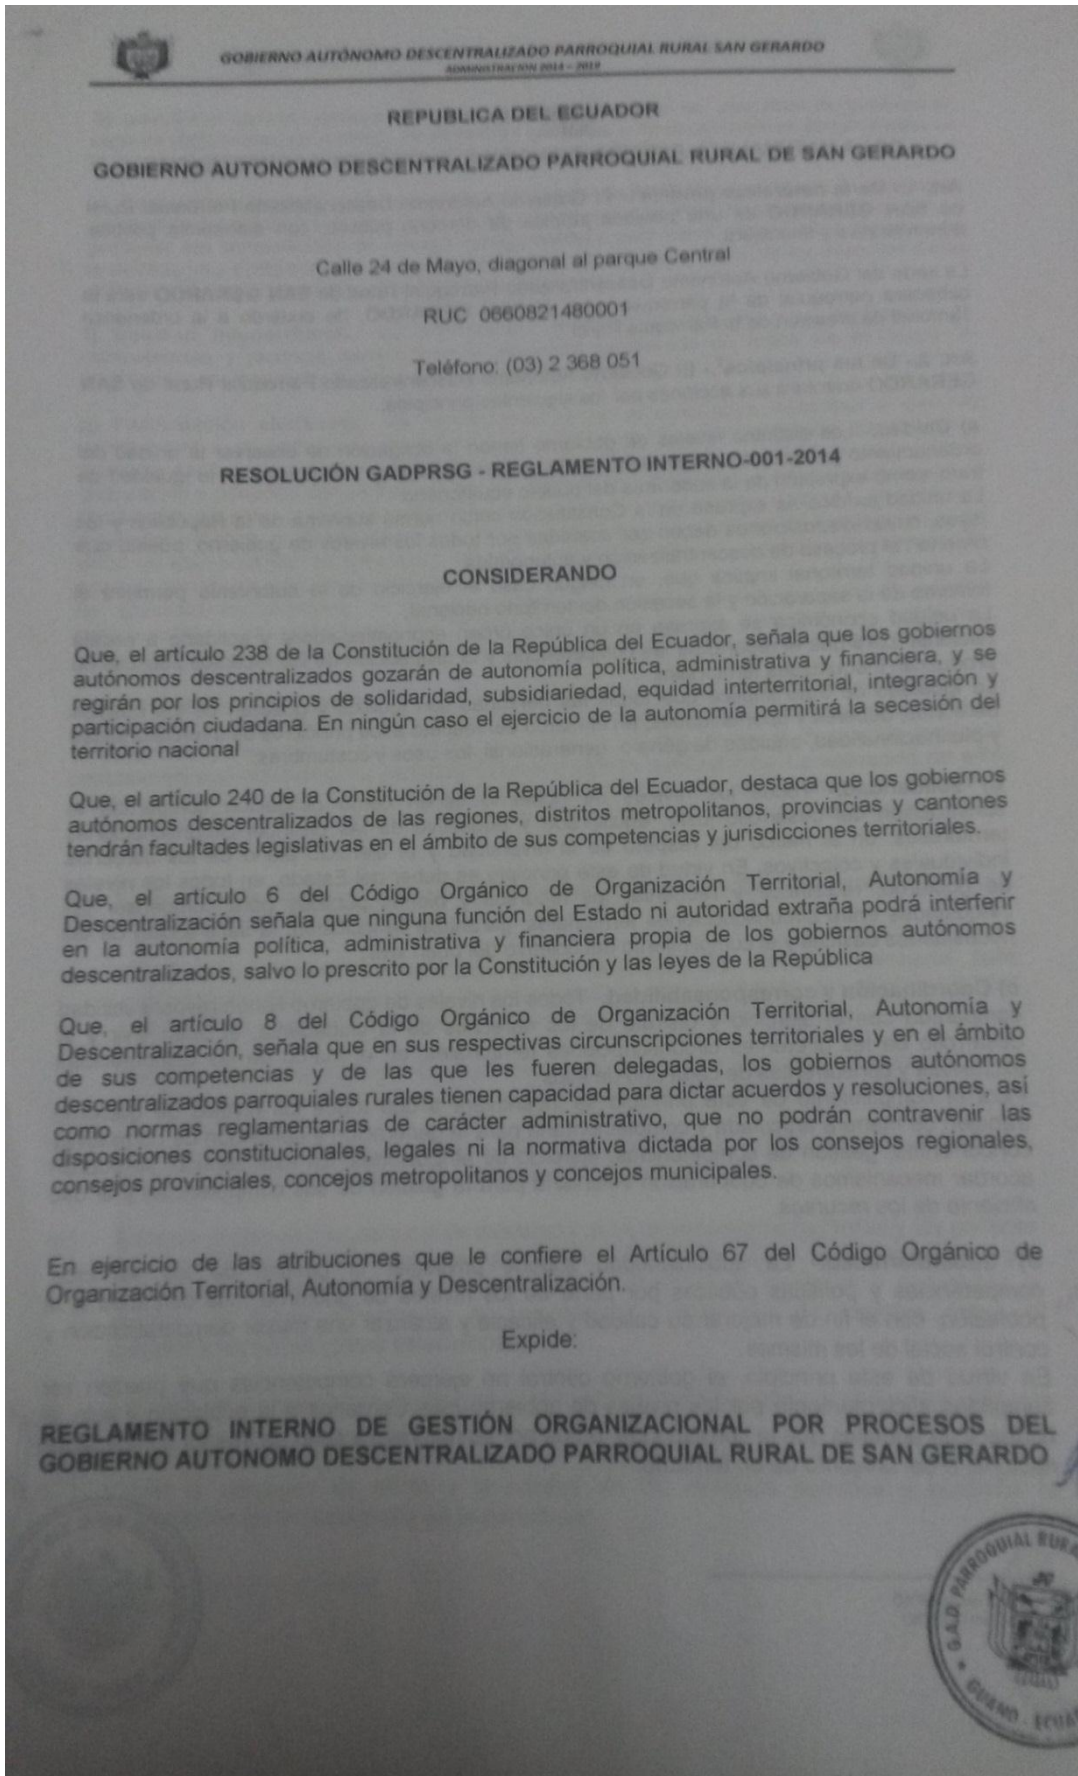 GOBIERNO AUTÓNOMO DESCENTRALIZADO PARROQUIAL RURAL SAN GERARDO
ADMINISTRACION 2014 - 2019
REPUBLICA DEL ECUADOR
GOBIERNO AUTONOMO DESCENTRALIZADO PARROQUIAL RURAL DE SAN GERARDO
Calle 24 de Mayo, diagonal al parque Central
RUC 0660821480001
Teléfono: (03) 2 368 051
RESOLUCIÓN GADPRSG - REGLAMENTO INTERNO-001-2014
CONSIDERANDO
Que, el artículo 238 de la Constitución de la República del Ecuador, señala que los gobiernos
autónomos descentralizados gozarán de autonomía política, administrativa y financiera, y se
regirán por los principios de solidaridad, subsidiariedad, equidad interterritorial, integración y
participación ciudadana. En ningún caso el ejercicio de la autonomía permitirá la secesión del
territorio nacional
Que, el artículo 240 de la Constitución de la República del Ecuador, destaca que los gobiernos
autónomos descentralizados de las regiones, distritos metropolitanos, provincias y cantones
tendrán facultades legislativas en el ámbito de sus competencias y jurisdicciones territoriales.
Que, el artículo 6 del Código Orgánico de Organización Territorial, Autonomía y
Descentralización señala que ninguna función del Estado ni autoridad extraña podrá interferir
en la autonomía política, administrativa y financiera propia de los gobiernos autónomos
descentralizados, salvo lo prescrito por la Constitución y las leyes de la República
Que, el artículo 8 del Código Orgánico de Organización Territorial, Autonomía y
Descentralización, señala que en sus respectivas circunscripciones territoriales y en el ámbito
de sus competencias y de las que les fueren delegadas, los gobiernos autónomos
descentralizados parroquiales rurales tienen capacidad para dictar acuerdos y resoluciones, así
como normas reglamentarias de carácter administrativo, que no podrán contravenir las
disposiciones constitucionales, legales ni la normativa dictada por los consejos regionales,
consejos provinciales, concejos metropolitanos y concejos municipales.
En ejercicio de las atribuciones que le confiere el Artículo 67 del Código Orgánico de
Organización Territorial, Autonomía y Descentralización.
Expide:
REGLAMENTO INTERNO DE GESTIÓN ORGANIZACIONAL POR PROCESOS DEL
GOBIERNO AUTONOMO DESCENTRALIZADO PARROQUIAL RURAL DE SAN GERARDO
G.A.D. PARROQUIAL RURA
GUANO - ECUA